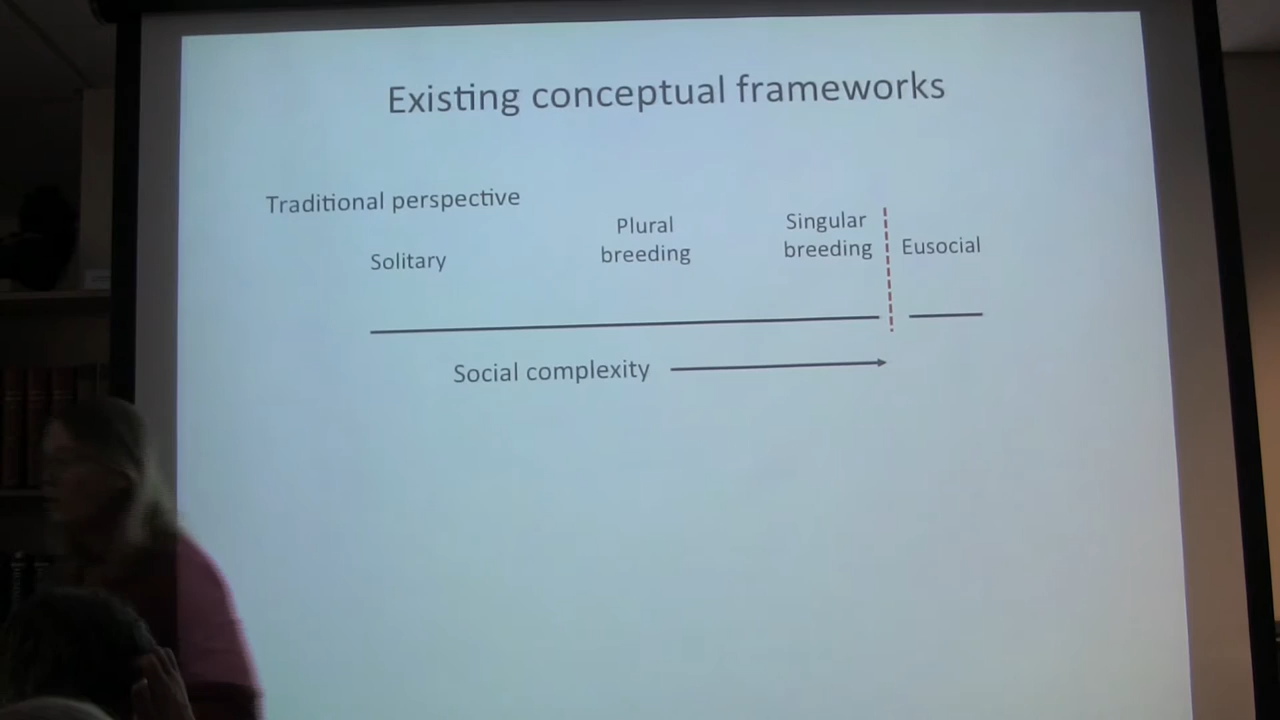 Existing conceptual frameworks
Traditional perspective
Solitary
Plural
breeding
Singular
breeding
Eusocial
Social complexity